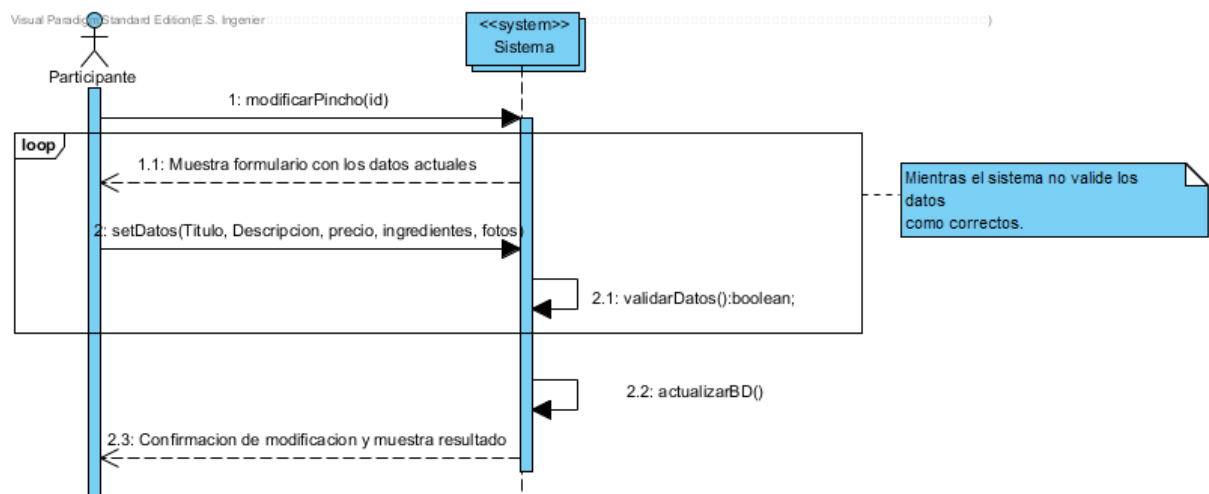 Visual Paradigm Standard Edition(E.S. Ingenier
)
<<system>>
Sistema
Participante
1: modificarPincho(id)
loop
1.1: Muestra formulario con los datos actuales
Mientras el sistema no valide los
datos
como correctos.
2: setDatos(Titulo, Descripcion, precio, ingredientes, fotos)
2.1: validarDatos():boolean;
2.2: actualizarBD()
2.3: Confirmacion de modificacion y muestra resultado